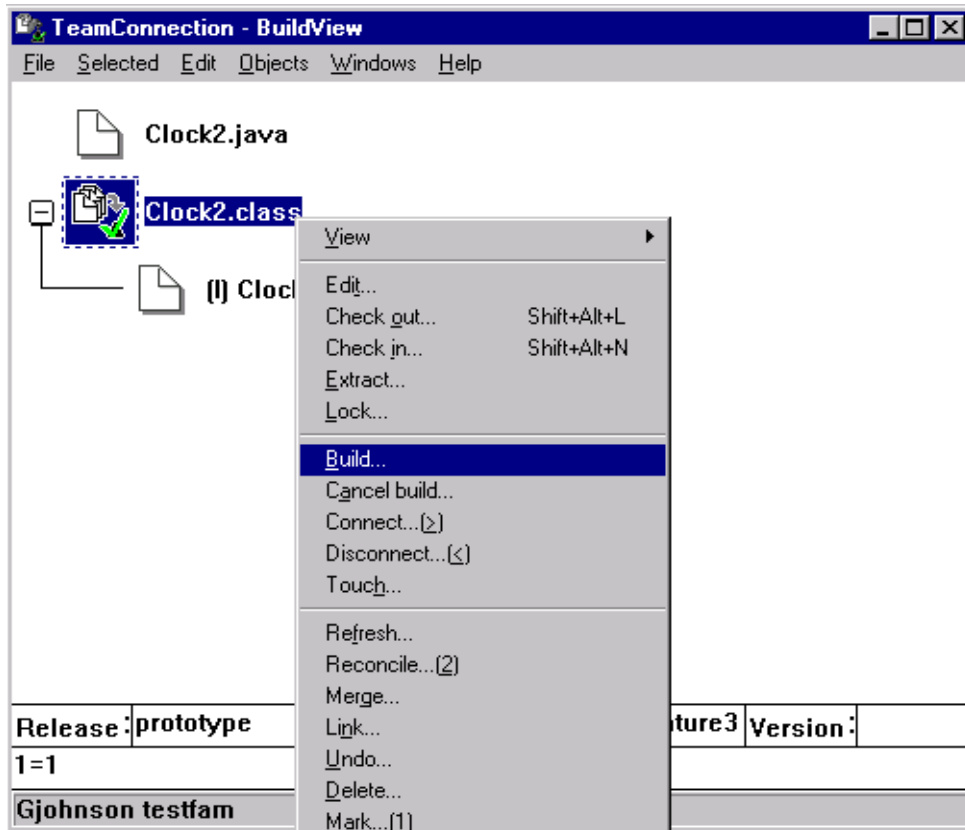 TeamConnection - BuildView
File Selected Edit Objects Windows Help
Clock2.java
Clock2.class
(I) Cloc
View
Edit...
Check out... Shift+Alt+L
Check in... Shift+Alt+N
Extract...
Lock...
Build...
Cancel build...
Connect...(>)
Disconnect...(<)
Touch...
Refresh...
Reconcile...(2)
Merge...
Link...
Undo...
Delete...
Mark...(1)
Release: prototype ture3 Version:
1=1
Gjohnson testfam